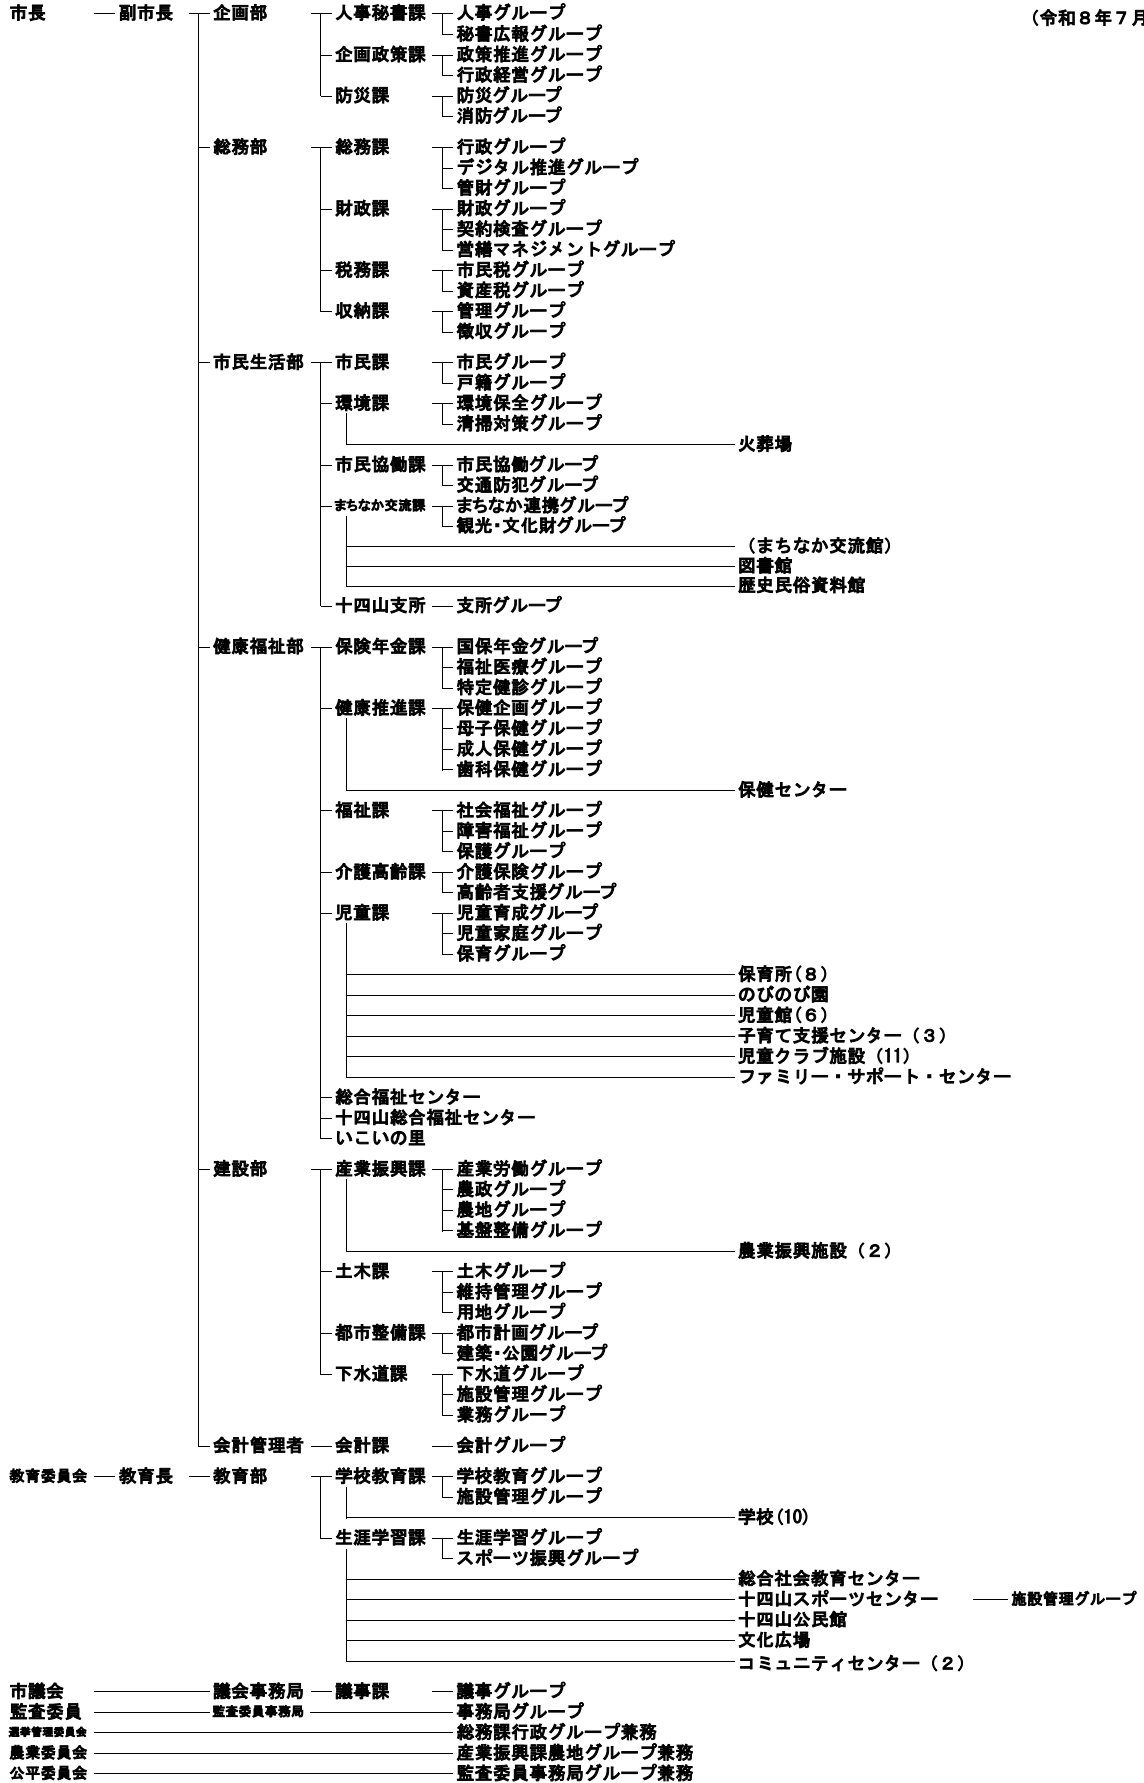 市長 副市長 企画部 人事秘書課 人事グループ (令和８年７月
秘書広報グループ
企画政策課 政策推進グループ
行政経営グループ
防災課 防災グループ
消防グループ
総務部 総務課 行政グループ
デジタル推進グループ
管財グループ
財政課 財政グループ
契約検査グループ
営繕マネジメントグループ
税務課 市民税グループ
資産税グループ
収納課 管理グループ
徴収グループ
市民生活部 市民課 市民グループ
戸籍グループ
環境課 環境保全グループ
清掃対策グループ
火葬場
市民協働課 市民協働グループ
交通防犯グループ
まちなか交流課 まちなか連携グループ
観光・文化財グループ
（まちなか交流館）
図書館
歴史民俗資料館
十四山支所 支所グループ
健康福祉部 保険年金課 国保年金グループ
福祉医療グループ
特定健診グループ
健康推進課 保健企画グループ
母子保健グループ
成人保健グループ
歯科保健グループ
保健センター
福祉課 社会福祉グループ
障害福祉グループ
保護グループ
介護高齢課 介護保険グループ
高齢者支援グループ
児童課 児童育成グループ
児童家庭グループ
保育グループ
保育所(８)
のびのび園
児童館(６)
子育て支援センター（３）
児童クラブ施設（11）
ファミリー・サポート・センター
総合福祉センター
十四山総合福祉センター
いこいの里
建設部 産業振興課 産業労働グループ
農政グループ
農地グループ
基盤整備グループ
農業振興施設（２）
土木課 土木グループ
維持管理グループ
用地グループ
都市整備課 都市計画グループ
建築・公園グループ
下水道課 下水道グループ
施設管理グループ
業務グループ
会計管理者 会計課 会計グループ
教育委員会 教育長 教育部 学校教育課 学校教育グループ
施設管理グループ
学校(10)
生涯学習課 生涯学習グループ
スポーツ振興グループ
総合社会教育センター
十四山スポーツセンター 施設管理グループ
十四山公民館
文化広場
コミュニティセンター（２）
市議会 議会事務局 議事課 議事グループ
監査委員 監査委員事務局 事務局グループ
選挙管理委員会 総務課行政グループ兼務
農業委員会 産業振興課農地グループ兼務
公平委員会 監査委員事務局グループ兼務